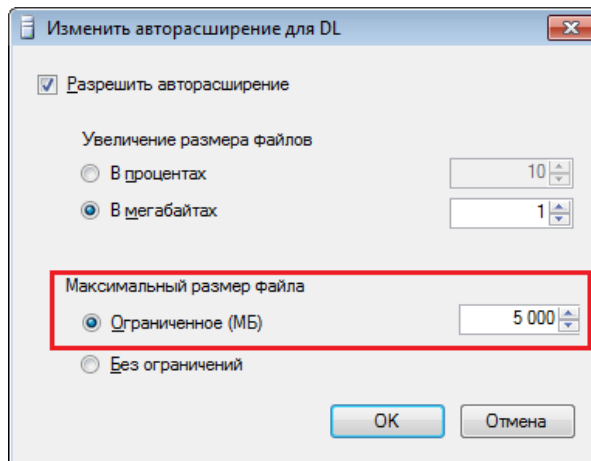 Изменить авторасширение для DL
Разрешить авторасширение
Увеличение размера файлов
В процентах 10
В мегабайтах 1
Максимальный размер файла
Ограниченное (МБ) 5 000
Без ограничений
OK Отмена